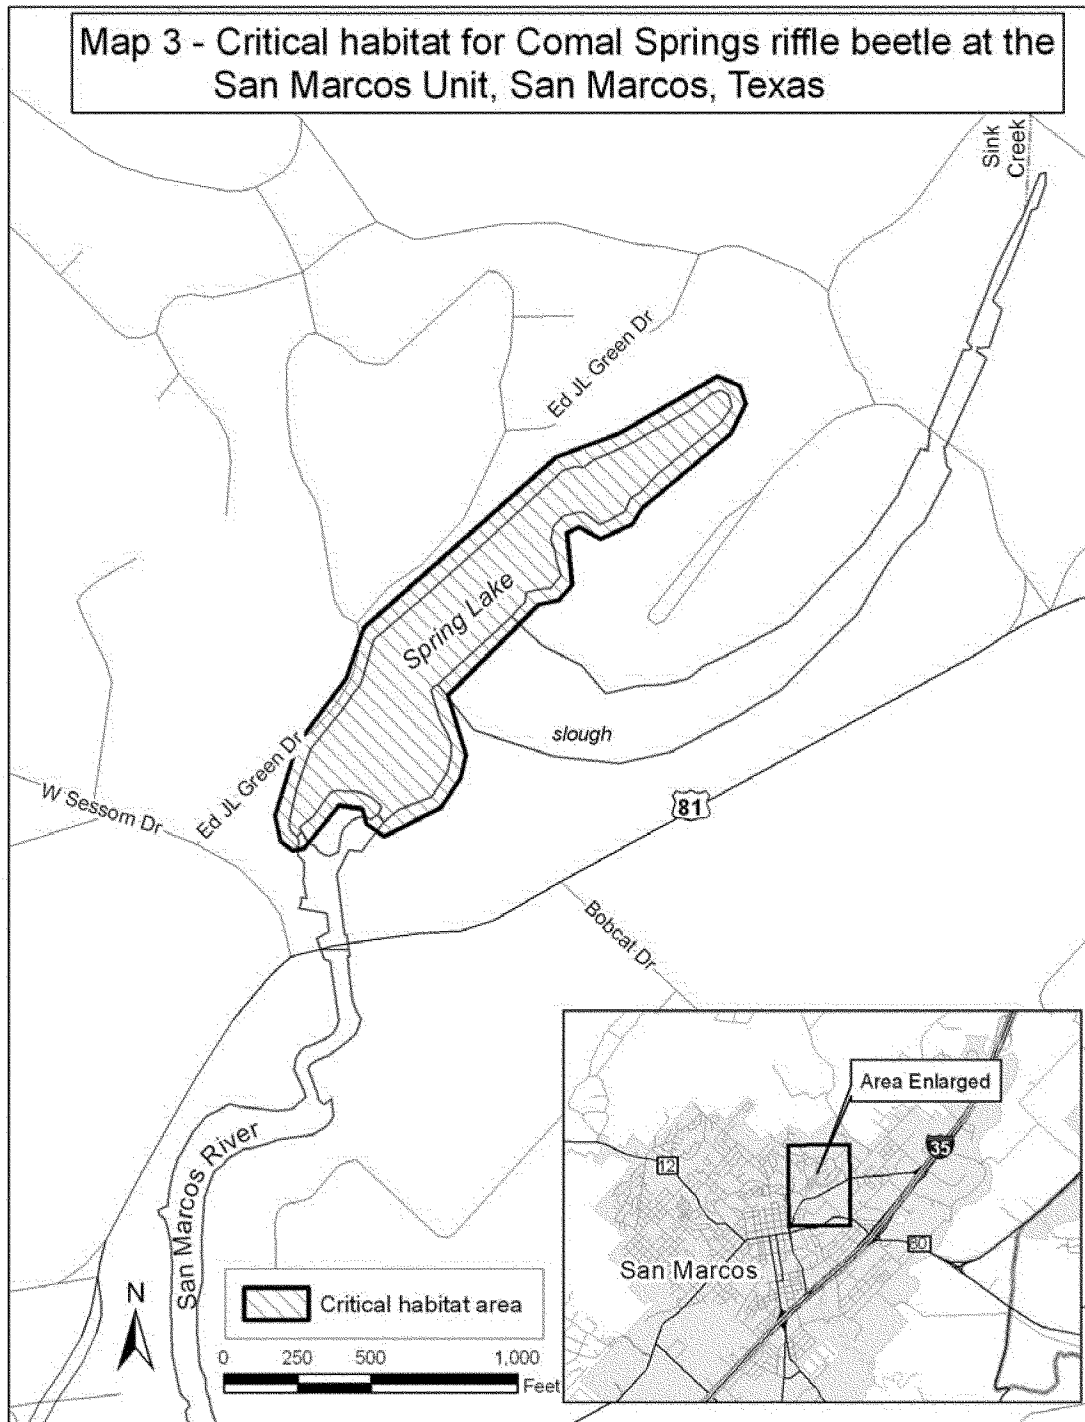 Map 3 - Critical habitat for Comal Springs riffle beetle at the
San Marcos Unit, San Marcos, Texas
Sink
Creek
Ed JL Green Dr
Spring Lake
slough
Ed JL Green Dr
W Sessom Dr
81
Bobcat Dr
San Marcos River
Area Enlarged
35
12
80
San Marcos
N
Critical habitat area
0 250 500 1,000
Feet